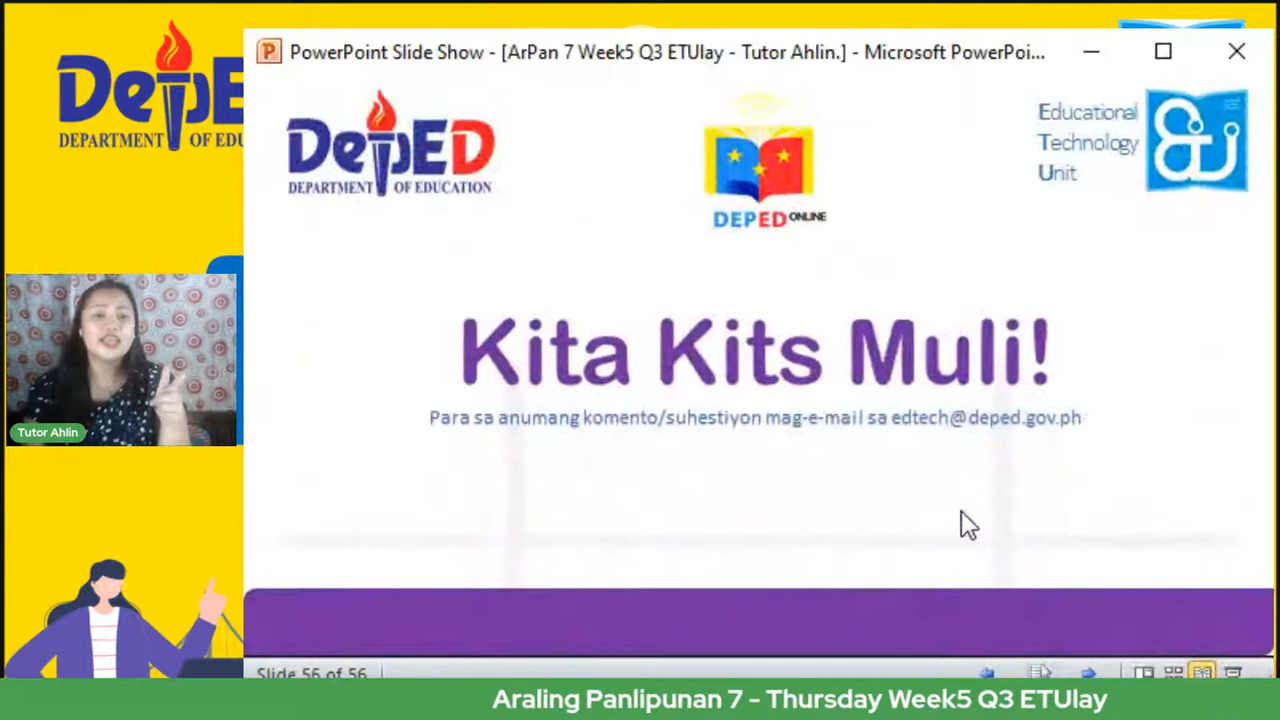 DepE
DEPARTMENT OF EDU
PowerPoint Slide Show - [ArPan 7 Week5 Q3 ETUlay - Tutor Ahlin.] - Microsoft PowerPoi...
DepED
DEPARTMENT OF EDUCATION
DEPED ONLINE
Educational
Technology
Unit
Kita Kits Muli!
Para sa anumang komento/suhestiyon mag-e-mail sa edtech@deped.gov.ph
Tutor Ahlin
Slide 56 of 56
Araling Panlipunan 7 - Thursday Week5 Q3 ETUlay